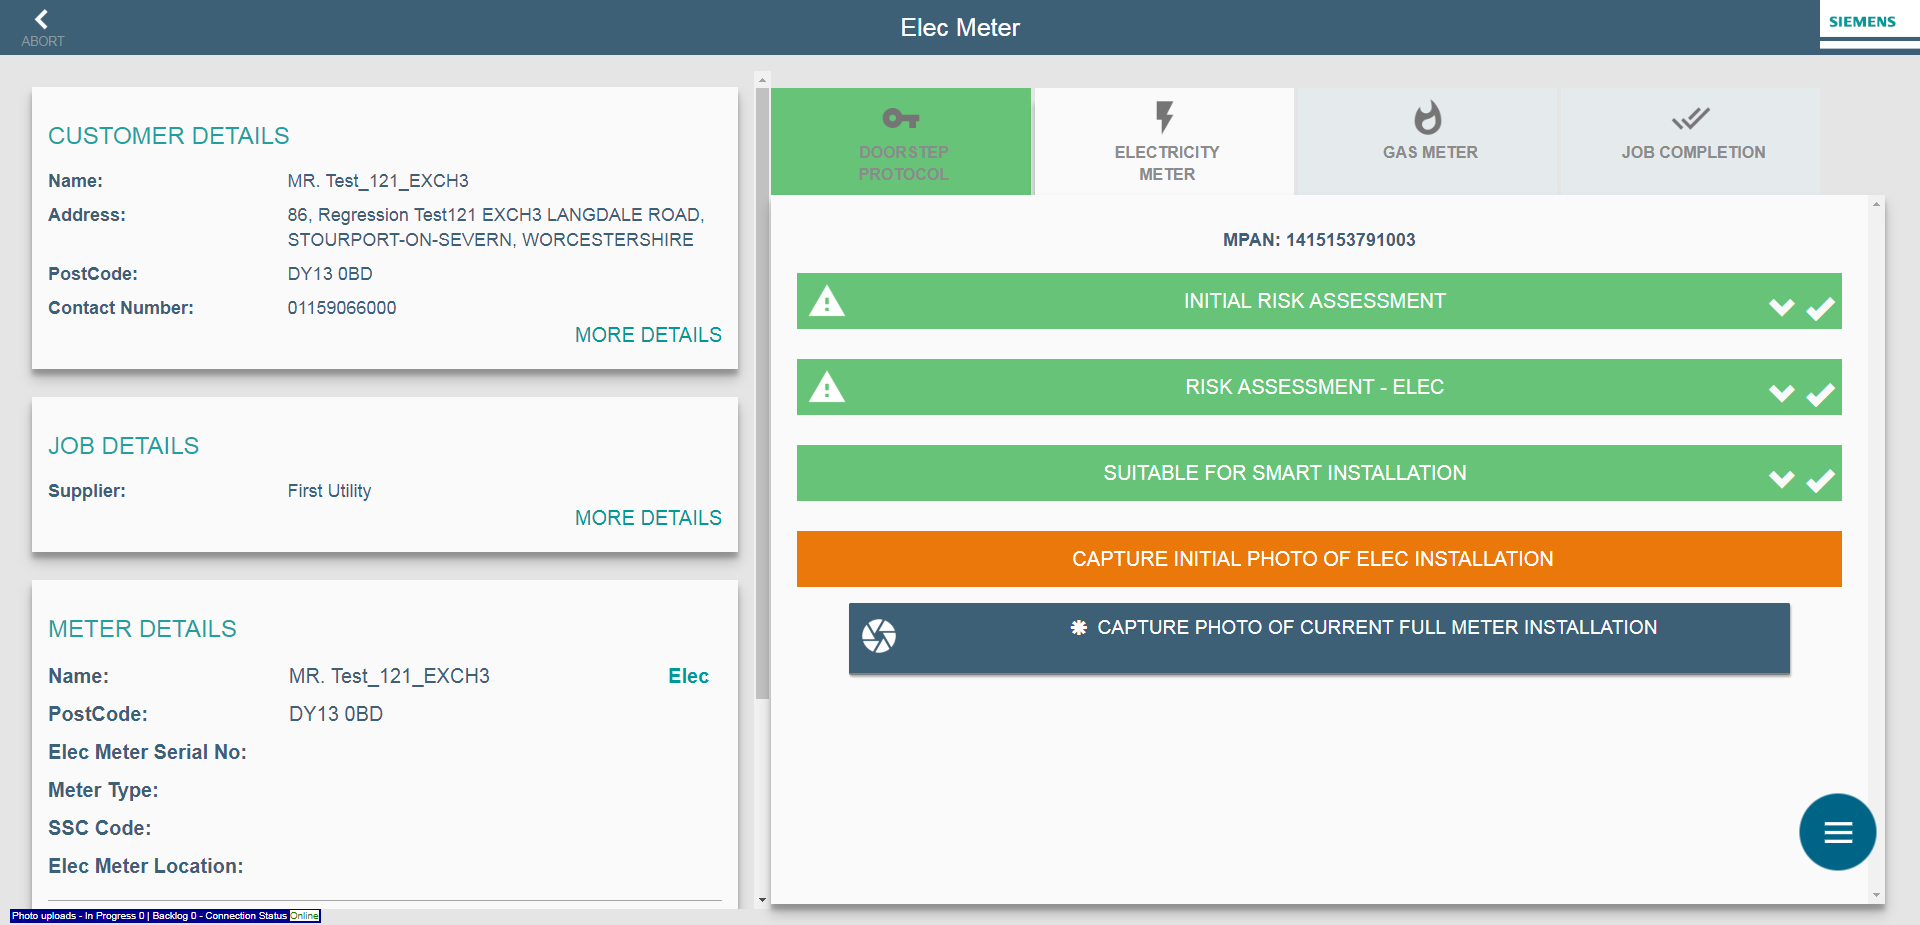 ABORT
Elec Meter
SIEMENS
CUSTOMER DETAILS
Name: MR. Test_121_EXCH3
Address: 86, Regression Test121 EXCH3 LANGDALE ROAD,
STOURPORT-ON-SEVERN, WORCESTERSHIRE
PostCode: DY13 0BD
Contact Number: 01159066000
MORE DETAILS
JOB DETAILS
Supplier: First Utility
MORE DETAILS
METER DETAILS
Name: MR. Test_121_EXCH3 Elec
PostCode: DY13 0BD
Elec Meter Serial No:
Meter Type:
SSC Code:
Elec Meter Location:
Photo uploads - In Progress 0 | Backlog 0 - Connection Status Online
DOORSTEP
PROTOCOL
ELECTRICITY
METER
GAS METER
JOB COMPLETION
MPAN: 1415153791003
INITIAL RISK ASSESSMENT
RISK ASSESSMENT - ELEC
SUITABLE FOR SMART INSTALLATION
CAPTURE INITIAL PHOTO OF ELEC INSTALLATION
CAPTURE PHOTO OF CURRENT FULL METER INSTALLATION